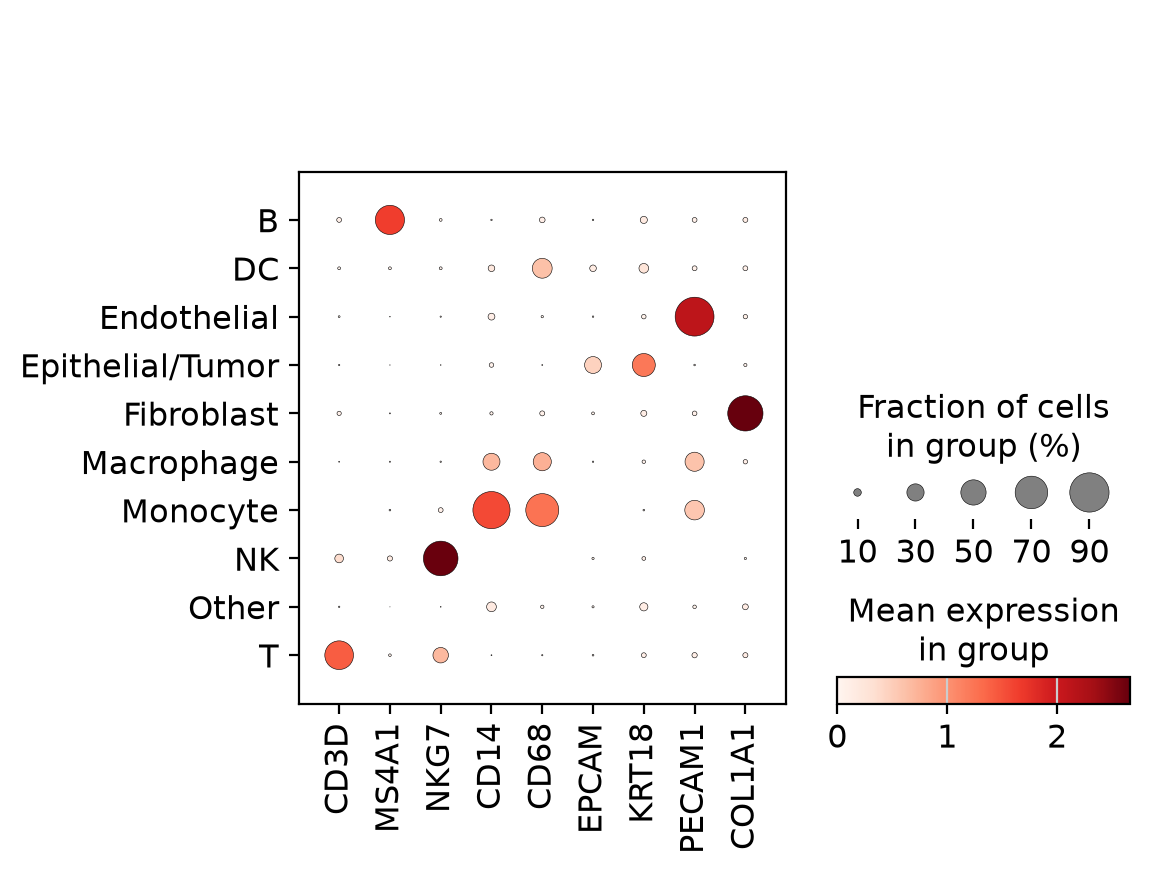 B
DC
Endothelial
Epithelial/Tumor
Fibroblast
Macrophage
Monocyte
NK
Other
T
CD3D
MS4A1
NKG7
CD14
CD68
EPCAM
KRT18
PECAM1
COL1A1
Fraction of cells
in group (%)
10 30 50 70 90
Mean expression
in group
0 1 2